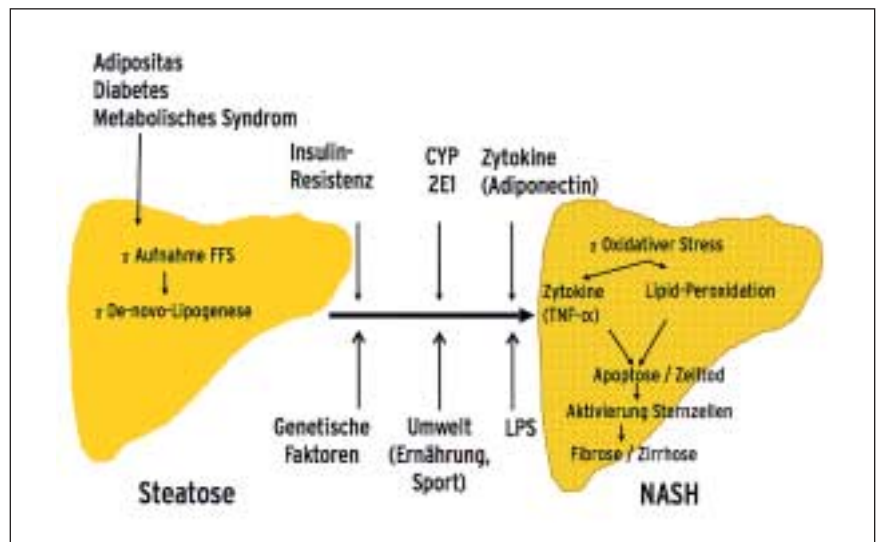 Adipositas
Diabetes
Metabolisches Syndrom
Insulin-
Resistenz
CYP
2E1
Zytokine
(Adiponectin)
Aufnahme FFS
De-novo-Lipogenese
Oxidativer Stress
Zytokine
(TNF-α)
Lipid-Peroxidation
Apoptose / Zelltod
Aktivierung Sternzellen
Fibrose / Zirrhose
Genetische
Faktoren
Umwelt
(Ernährung,
Sport)
LPS
Steatose
NASH